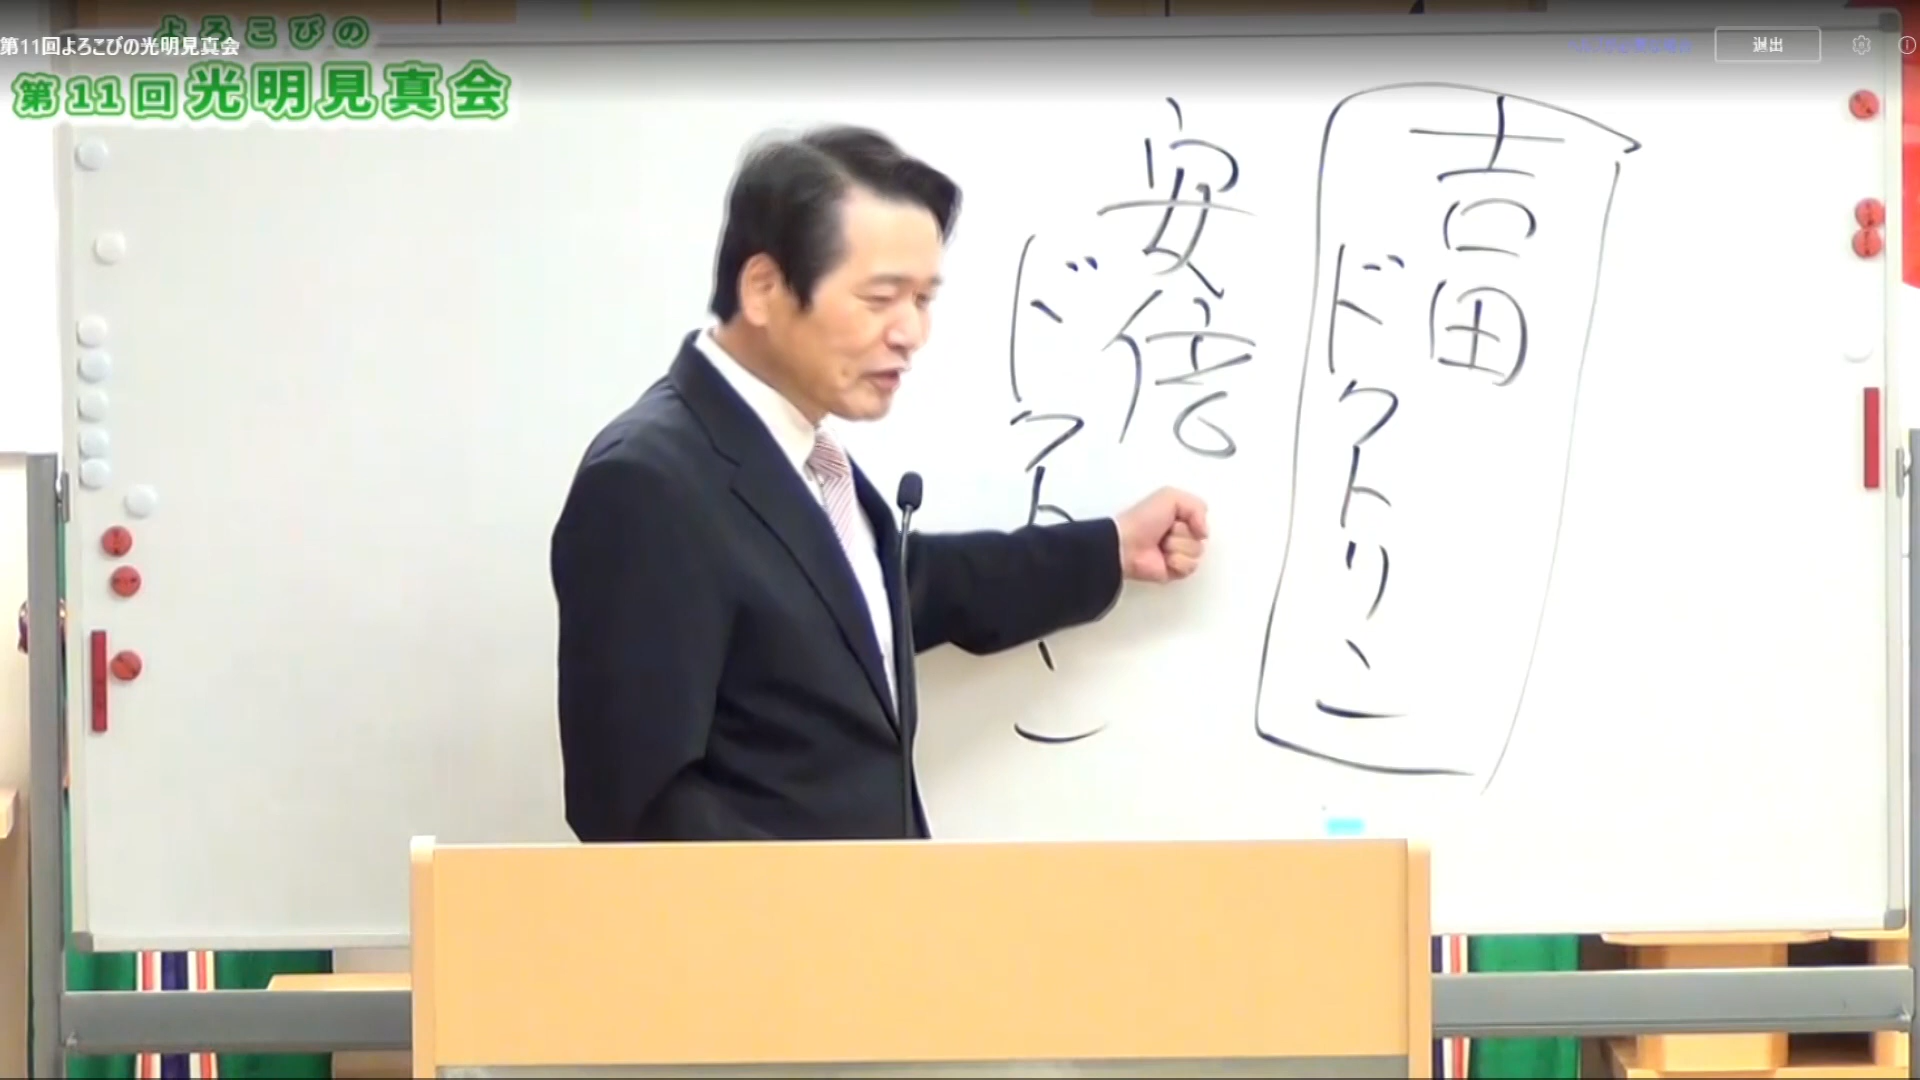 よろこびの
第11回よろこびの光明見真会
第11回光明見真会
退出
吉田
ドクトリン
安倍
ドクト
ン